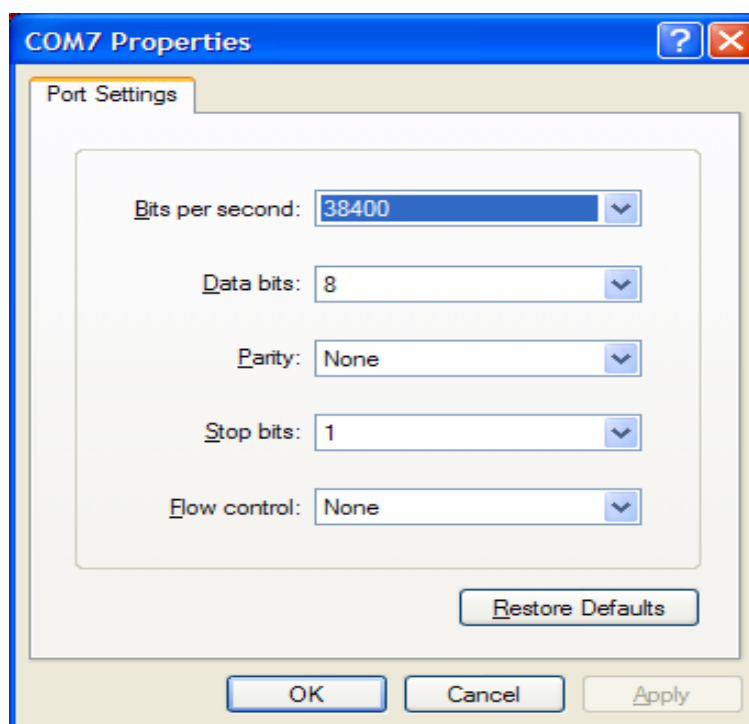 COM7 Properties
Port Settings
Bits per second: 38400
Data bits: 8
Parity: None
Stop bits: 1
Flow control: None
Restore Defaults
OK Cancel Apply